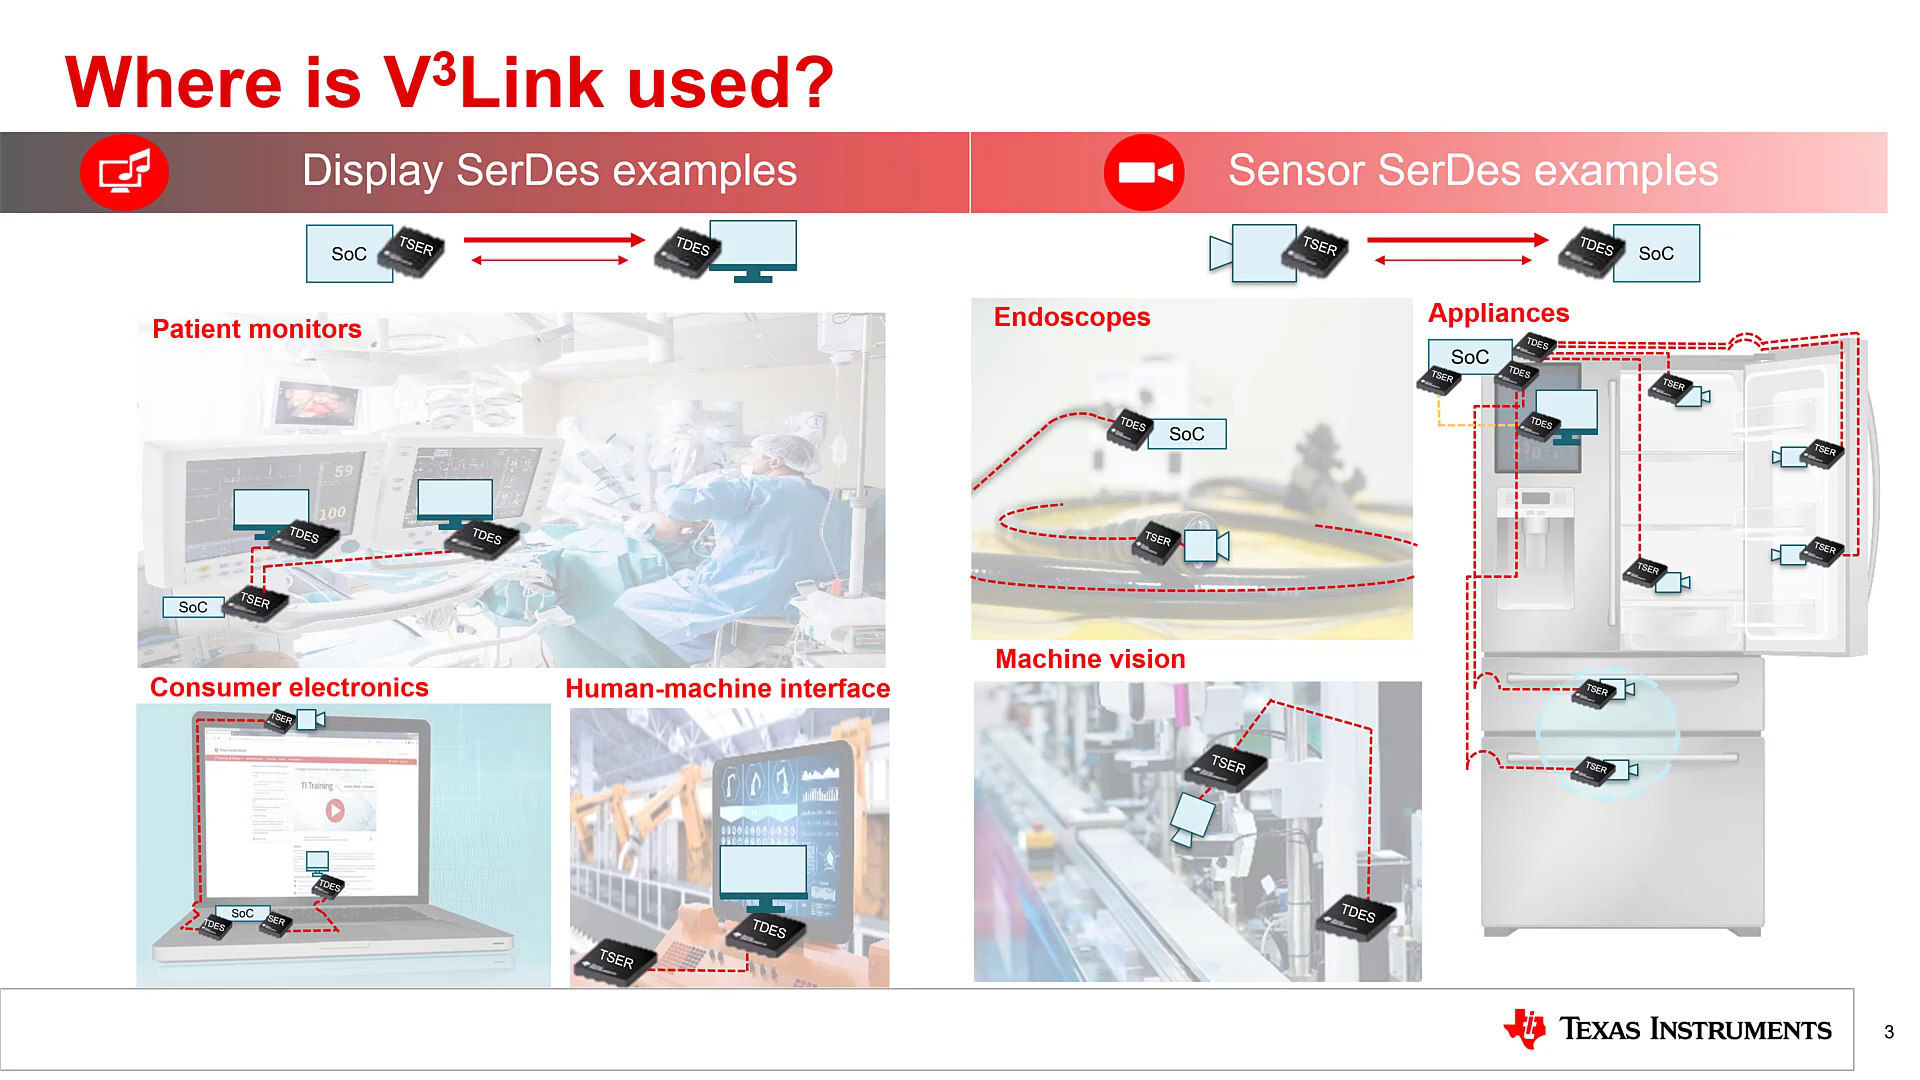 Where is V³Link used?
Display SerDes examples
Sensor SerDes examples
SoC
TSER
TDES
TSER
TDES
SoC
Patient monitors
59
100
TDES
TDES
SoC
TSER
Consumer electronics
TSER
TI Training
TDES
TDES
SoC
SER
Human-machine interface
TDES
TSER
Endoscopes
TDES
SoC
TSER
Machine vision
TSER
TDES
Appliances
SoC
TDES
TSER
TDES
TDES
TSER
TSER
TSER
TSER
TSER
TSER
TEXAS INSTRUMENTS
3